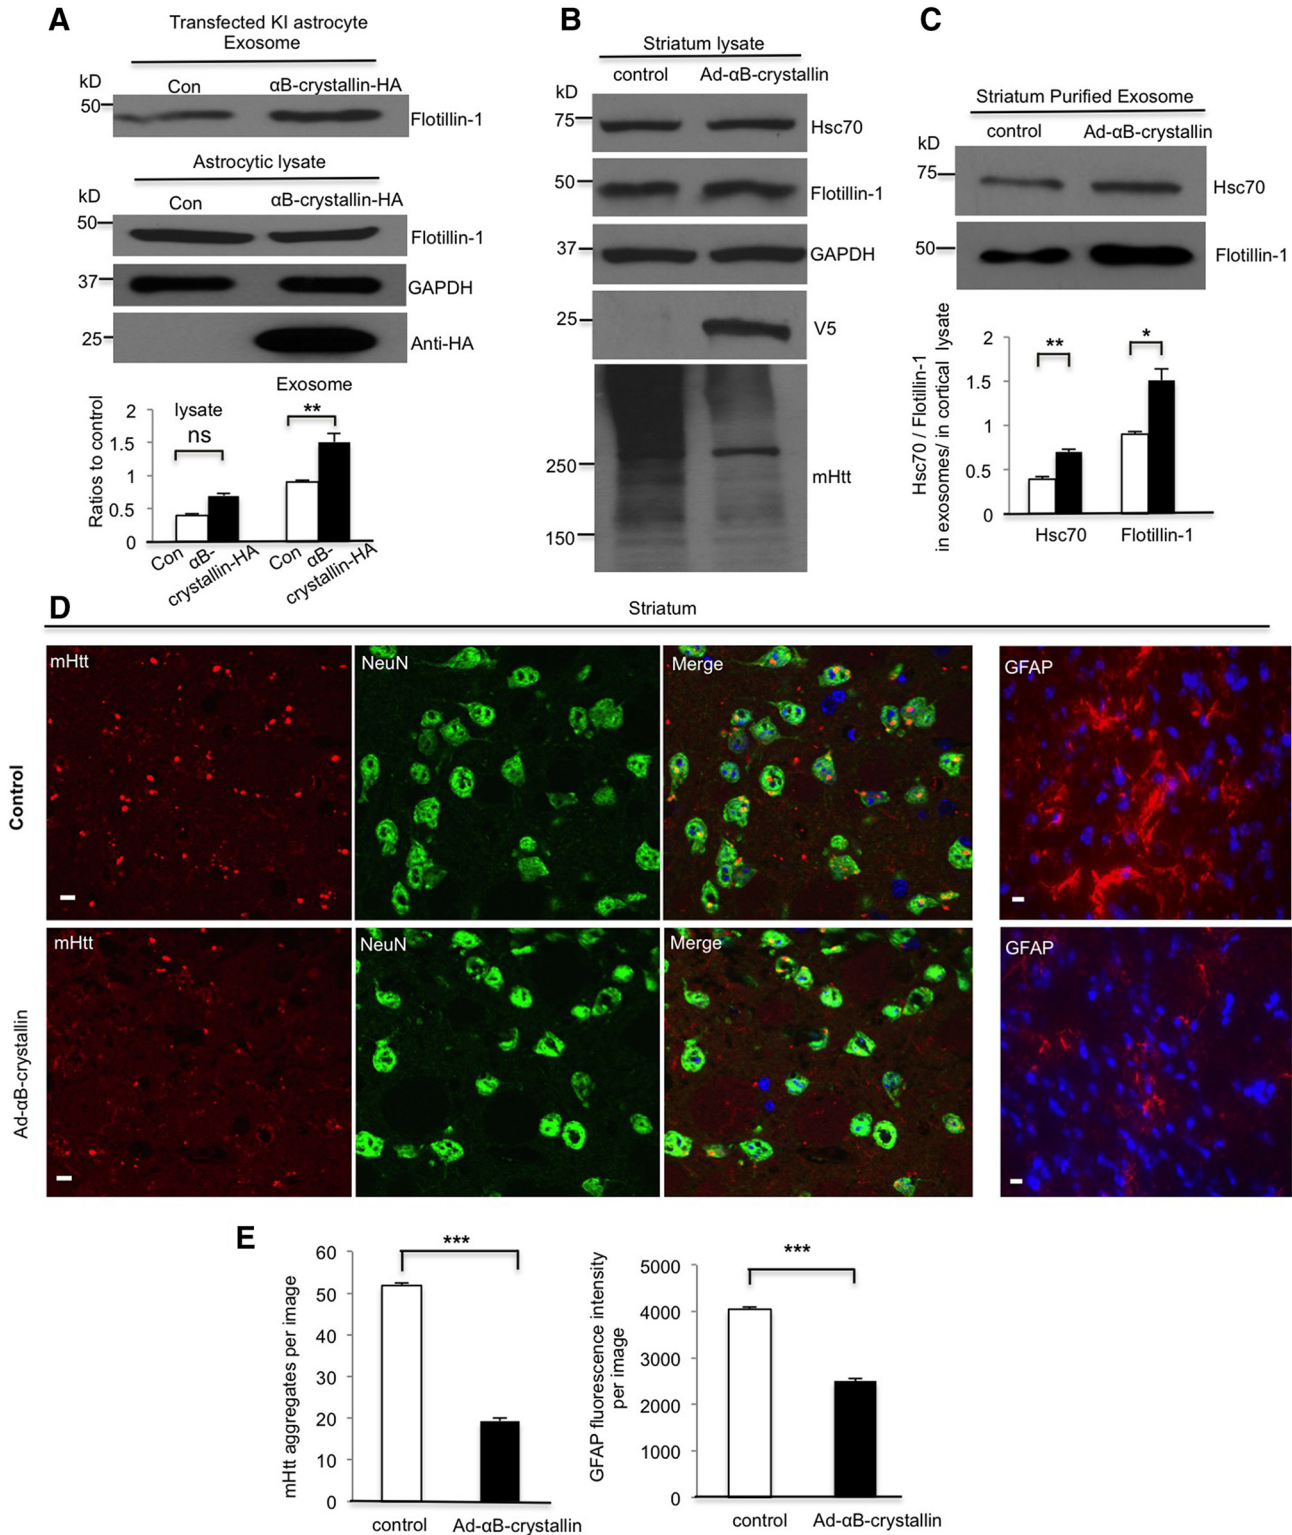 A
Transfected KI astrocyte
Exosome
kD
Con
αB-crystallin-HA
50
Flotillin-1
Astrocytic lysate
kD
Con
αB-crystallin-HA
50
Flotillin-1
37
GAPDH
25
Anti-HA
Ratios to control
2
1.5
1
0.5
0
lysate
ns
Exosome
**
Con
αB-
crystallin-HA
Con
αB-
crystallin-HA
B
Striatum lysate
control
Ad-αB-crystallin
kD
75
Hsc70
50
Flotillin-1
37
GAPDH
25
V5
250
mHtt
150
C
Striatum Purified Exosome
control
Ad-αB-crystallin
kD
75
Hsc70
50
Flotillin-1
Hsc70 / Flotillin-1
in exosomes/ in cortical lysate
2
1.5
1
0.5
0
**
*
Hsc70
Flotillin-1
D
Striatum
Control
mHtt
NeuN
Merge
GFAP
Ad-αB-crystallin
mHtt
NeuN
Merge
GFAP
E
mHtt aggregates per image
60
50
40
30
20
10
0
***
control
Ad-αB-crystallin
GFAP fluorescence intensity
per image
5000
4000
3000
2000
1000
0
***
control
Ad-αB-crystallin